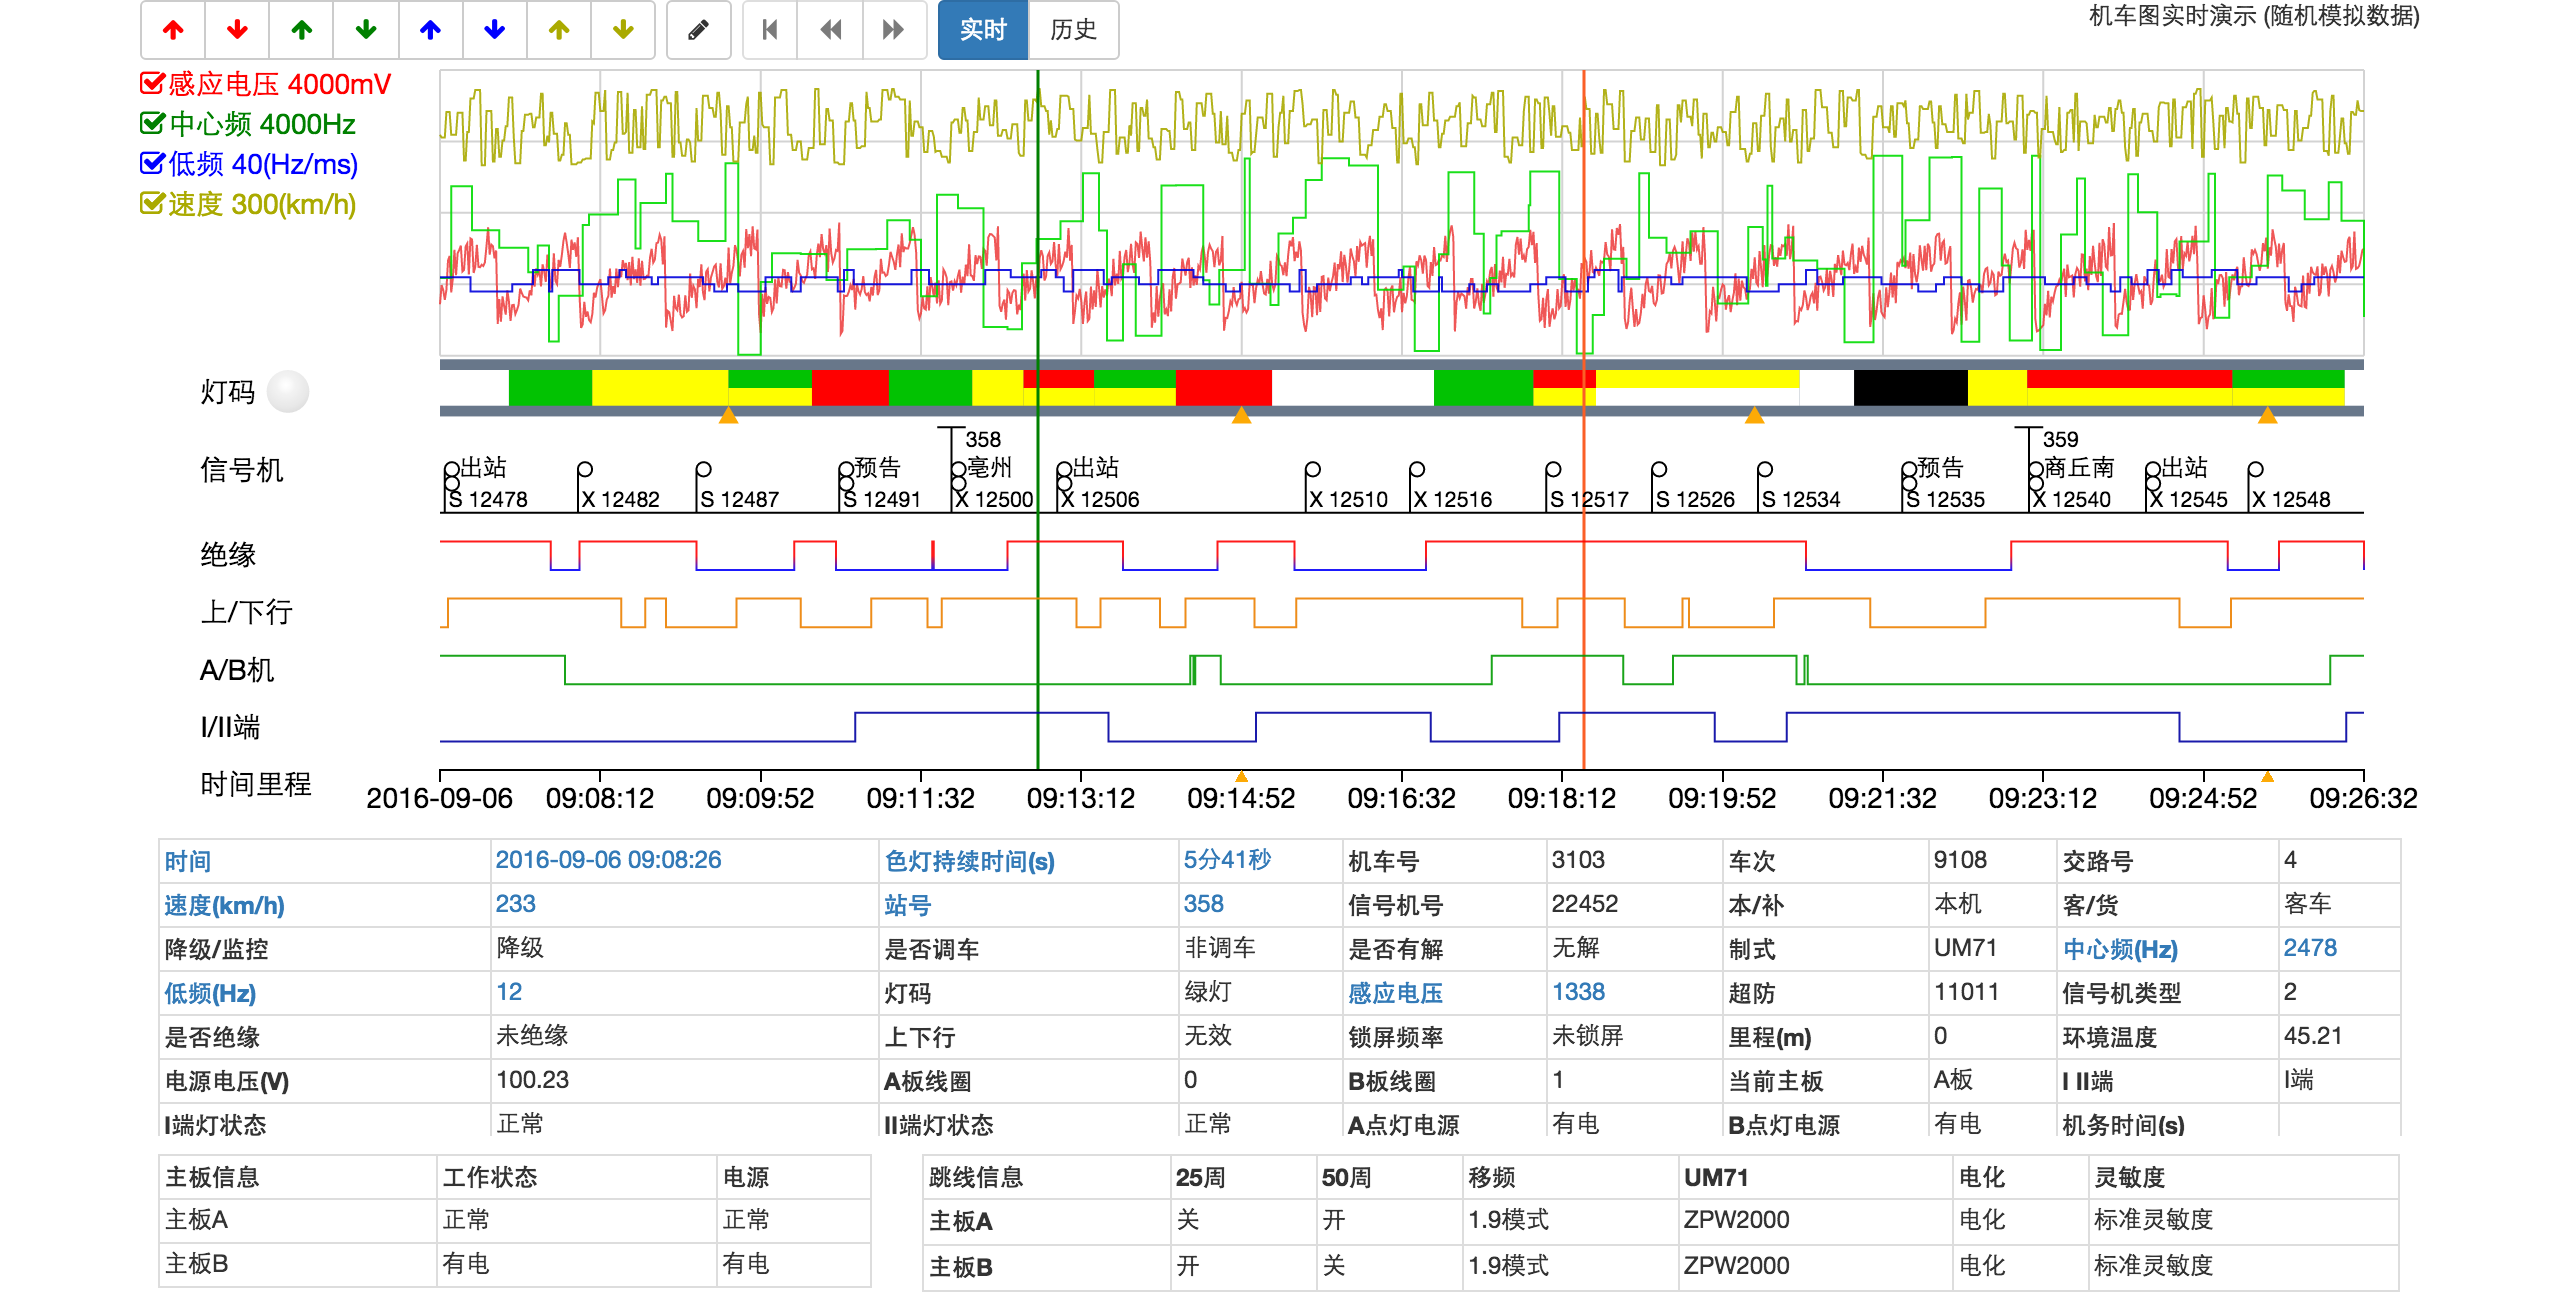 实时 历史 机车图实时演示 (随机模拟数据)
感应电压 4000mV
中心频 4000Hz
低频 40(Hz/ms)
速度 300(km/h)
灯码
358 359
信号机 出站 预告 亳州 出站 预告 商丘南 出站
S 12478 X 12482 S 12487 S 12491 X 12500 X 12506 X 12510 X 12516 S 12517 S 12526 S 12534 S 12535 X 12540 X 12545 X 12548
绝缘
上/下行
A/B机
I/II端
时间里程
2016-09-06 09:08:12 09:09:52 09:11:32 09:13:12 09:14:52 09:16:32 09:18:12 09:19:52 09:21:32 09:23:12 09:24:52 09:26:32
时间 2016-09-06 09:08:26 色灯持续时间(s) 5分41秒 机车号 3103 车次 9108 交路号 4
速度(km/h) 233 站号 358 信号机号 22452 本/补 本机 客/货 客车
降级/监控 降级 是否调车 非调车 是否有解 无解 制式 UM71 中心频(Hz) 2478
低频(Hz) 12 灯码 绿灯 感应电压 1338 超防 11011 信号机类型 2
是否绝缘 未绝缘 上下行 无效 锁屏频率 未锁屏 里程(m) 0 环境温度 45.21
电源电压(V) 100.23 A板线圈 0 B板线圈 1 当前主板 A板 I II端 I端
I端灯状态 正常 II端灯状态 正常 A点灯电源 有电 B点灯电源 有电 机务时间(s)
主板信息 工作状态 电源 跳线信息 25周 50周 移频 UM71 电化 灵敏度
主板A 正常 正常 主板A 关 开 1.9模式 ZPW2000 电化 标准灵敏度
主板B 有电 有电 主板B 开 关 1.9模式 ZPW2000 电化 标准灵敏度